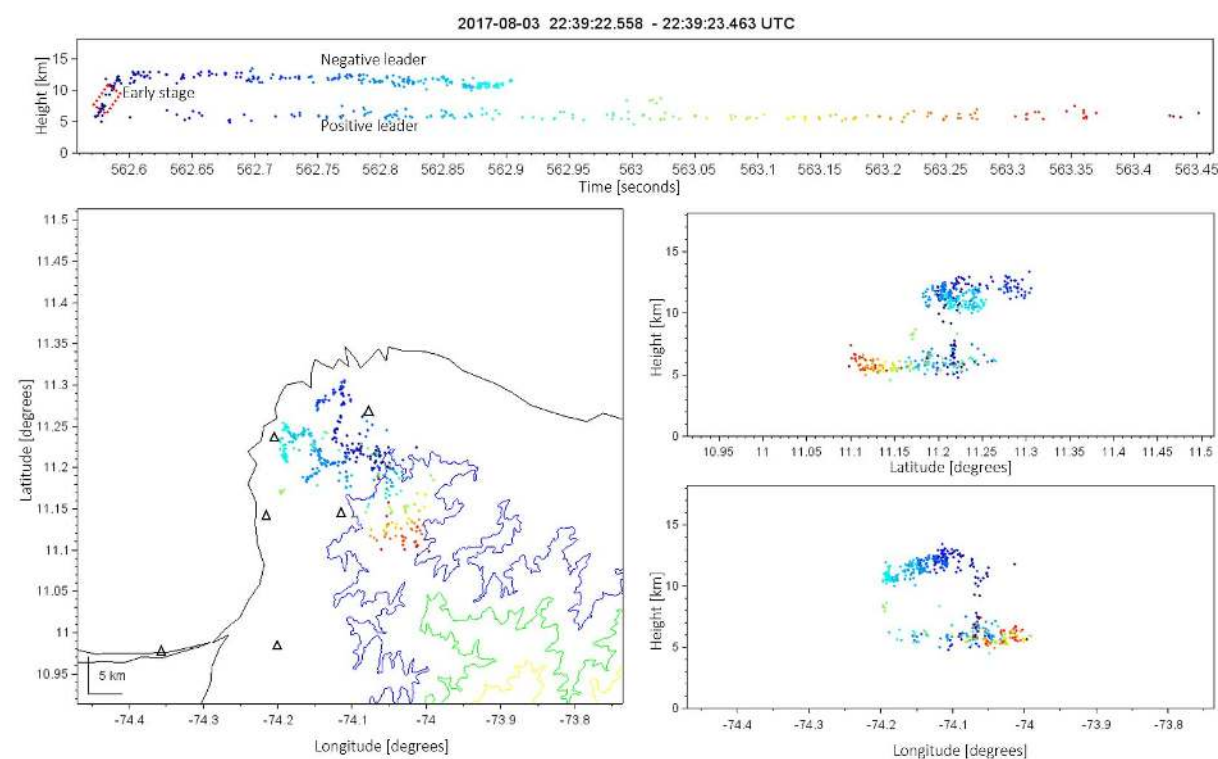 2017-08-03 22:39:22.558 - 22:39:23.463 UTC
Height [km]
15
10
5
0
Negative leader
Early stage
Positive leader
562.6 562.65 562.7 562.75 562.8 562.85 562.9 562.95 563 563.05 563.1 563.15 563.2 563.25 563.3 563.35 563.4 563.45
Time [seconds]
Latitude [degrees]
11.5
11.45
11.4
11.35
11.3
11.25
11.2
11.15
11.1
11.05
11
10.95
5 km
-74.4 -74.3 -74.2 -74.1 -74 -73.9 -73.8
Longitude [degrees]
Height [km]
15
10
5
0
10.95 11 11.05 11.1 11.15 11.2 11.25 11.3 11.35 11.4 11.45 11.5
Latitude [degrees]
Height [km]
15
10
5
0
-74.4 -74.3 -74.2 -74.1 -74 -73.9 -73.8
Longitude [degrees]